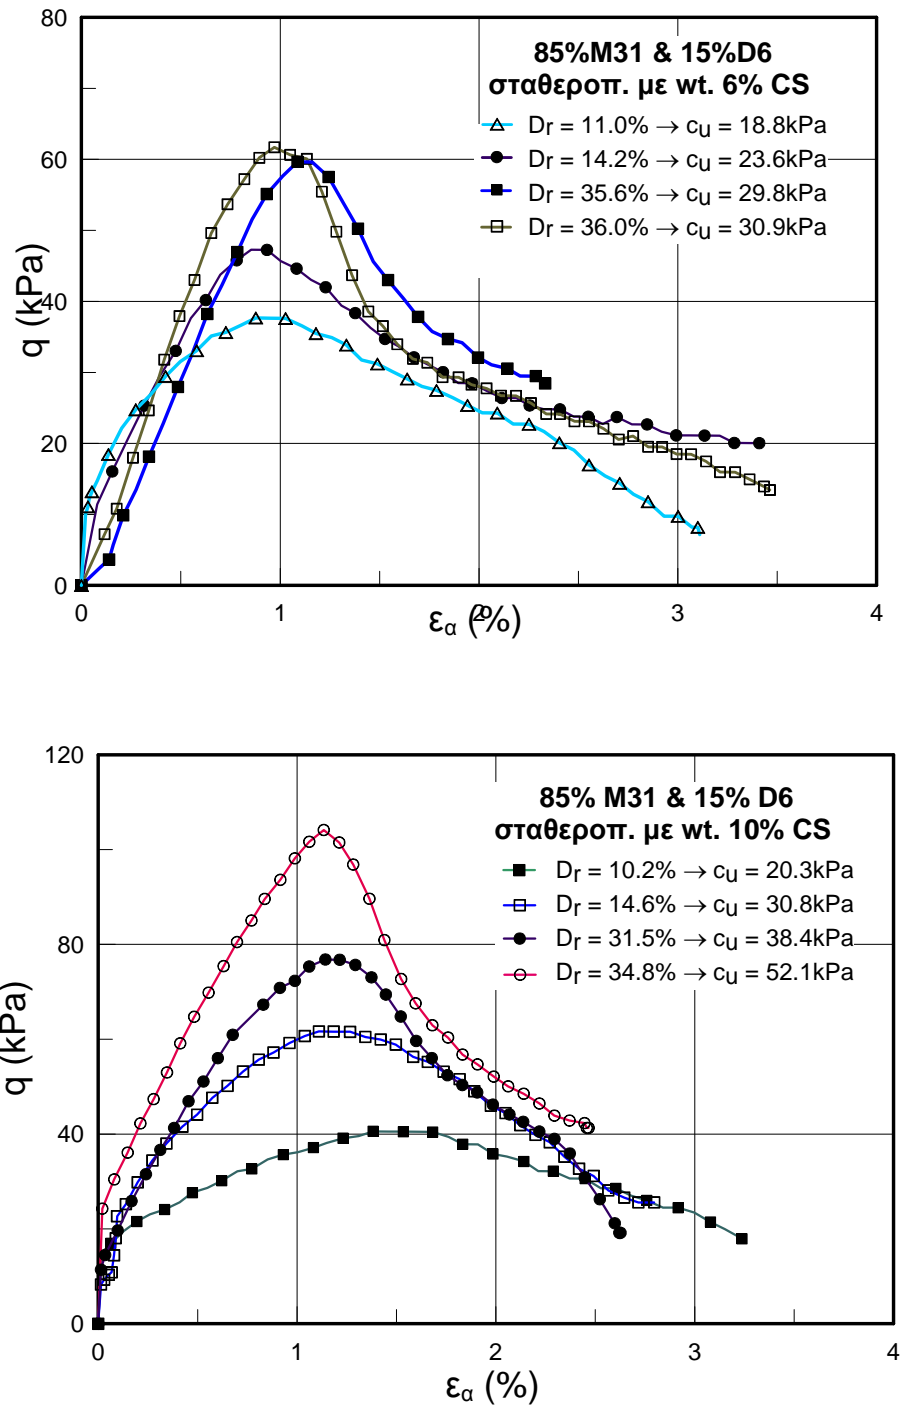 80
85%M31 & 15%D6
σταθεροπ. με wt. 6% CS
Dr = 11.0% → cu = 18.8kPa
60
Dr = 14.2% → cu = 23.6kPa
Dr = 35.6% → cu = 29.8kPa
Dr = 36.0% → cu = 30.9kPa
q (kPa)
40
20
0
0 1 2 3 4
εα (%)
120
85% M31 & 15% D6
σταθεροπ. με wt. 10% CS
Dr = 10.2% → cu = 20.3kPa
Dr = 14.6% → cu = 30.8kPa
80
Dr = 31.5% → cu = 38.4kPa
Dr = 34.8% → cu = 52.1kPa
q (kPa)
40
0
0 1 2 3 4
εα (%)